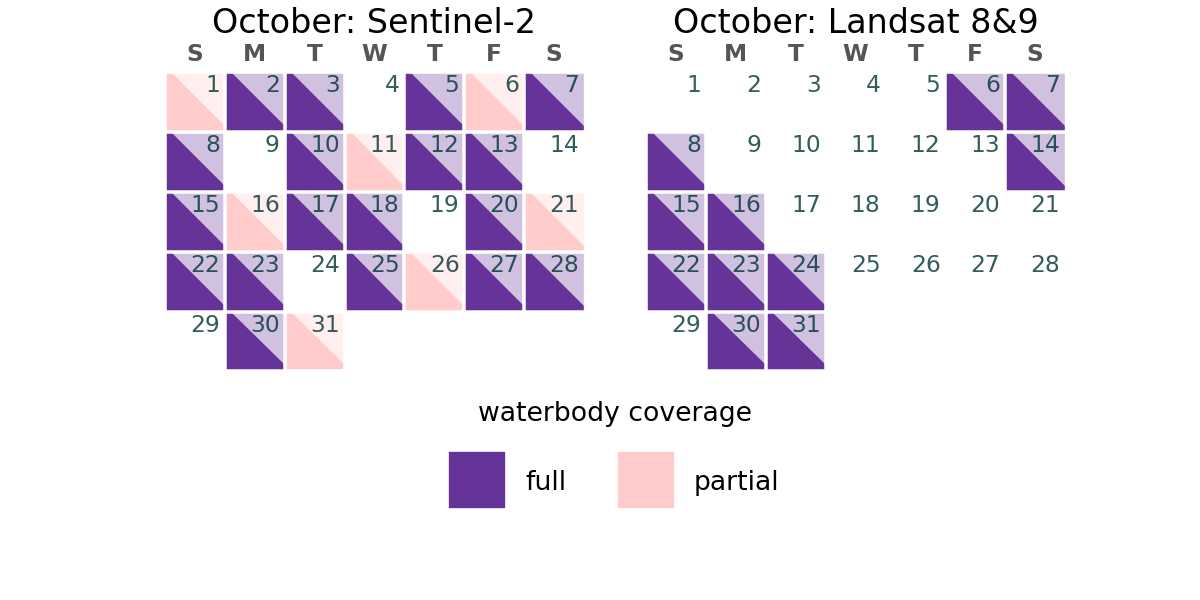 October: Sentinel-2
S M T W T F S
1 2 3 4 5 6 7
8 9 10 11 12 13 14
15 16 17 18 19 20 21
22 23 24 25 26 27 28
29 30 31
October: Landsat 8&9
S M T W T F S
1 2 3 4 5 6 7
8 9 10 11 12 13 14
15 16 17 18 19 20 21
22 23 24 25 26 27 28
29 30 31
waterbody coverage
full partial